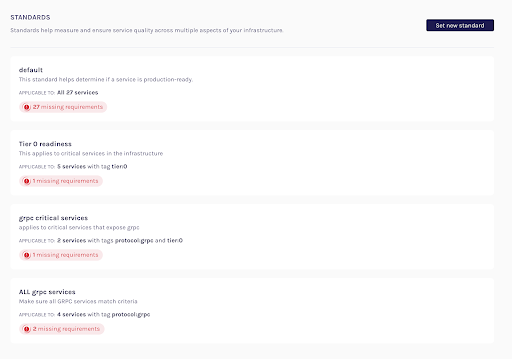 STANDARDS
Standards help measure and ensure service quality across multiple aspects of your infrastructure.
Set new standard
default
This standard helps determine if a service is production-ready.
APPLICABLE TO: All 27 services
27 missing requirements
Tier 0 readiness
This applies to critical services in the infrastructure
APPLICABLE TO: 5 services with tag tier:0
1 missing requirements
grpc critical services
applies to critical services that expose grpc
APPLICABLE TO: 2 services with tags protocol:grpc and tier:0
1 missing requirements
ALL grpc services
Make sure all GRPC services match criteria
APPLICABLE TO: 4 services with tag protocol:grpc
2 missing requirements